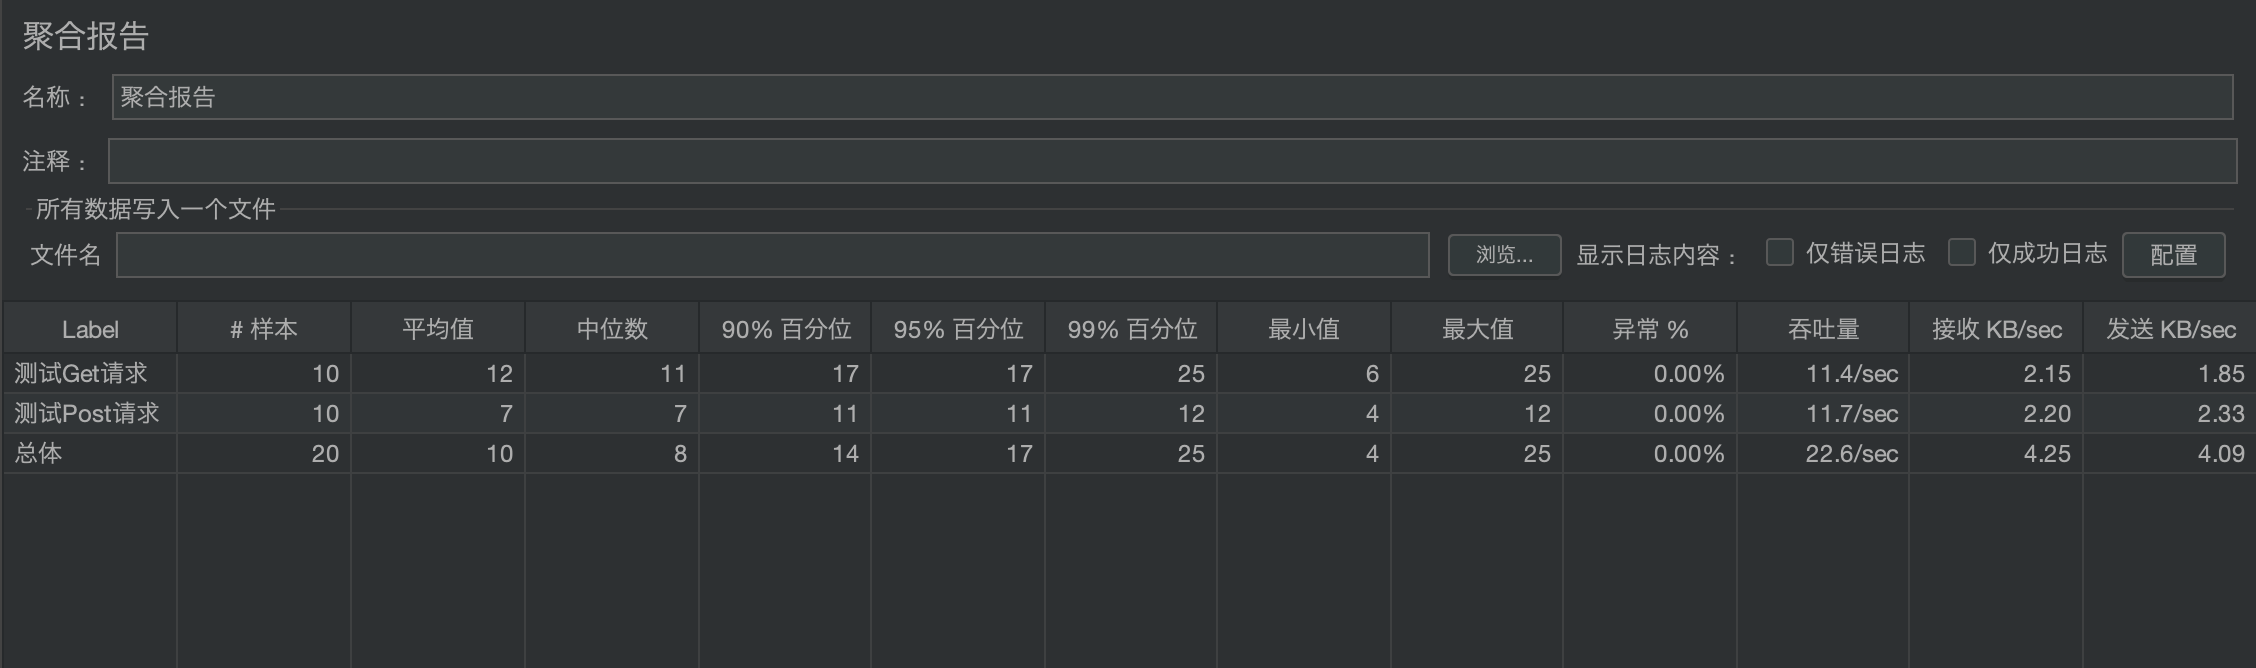 聚合报告
名称： 聚合报告
注释：
所有数据写入一个文件
文件名 浏览... 显示日志内容： 仅错误日志 仅成功日志 配置
Label # 样本 平均值 中位数 90% 百分位 95% 百分位 99% 百分位 最小值 最大值 异常 % 吞吐量 接收 KB/sec 发送 KB/sec
测试Get请求 10 12 11 17 17 25 6 25 0.00% 11.4/sec 2.15 1.85
测试Post请求 10 7 7 11 11 12 4 12 0.00% 11.7/sec 2.20 2.33
总体 20 10 8 14 17 25 4 25 0.00% 22.6/sec 4.25 4.09